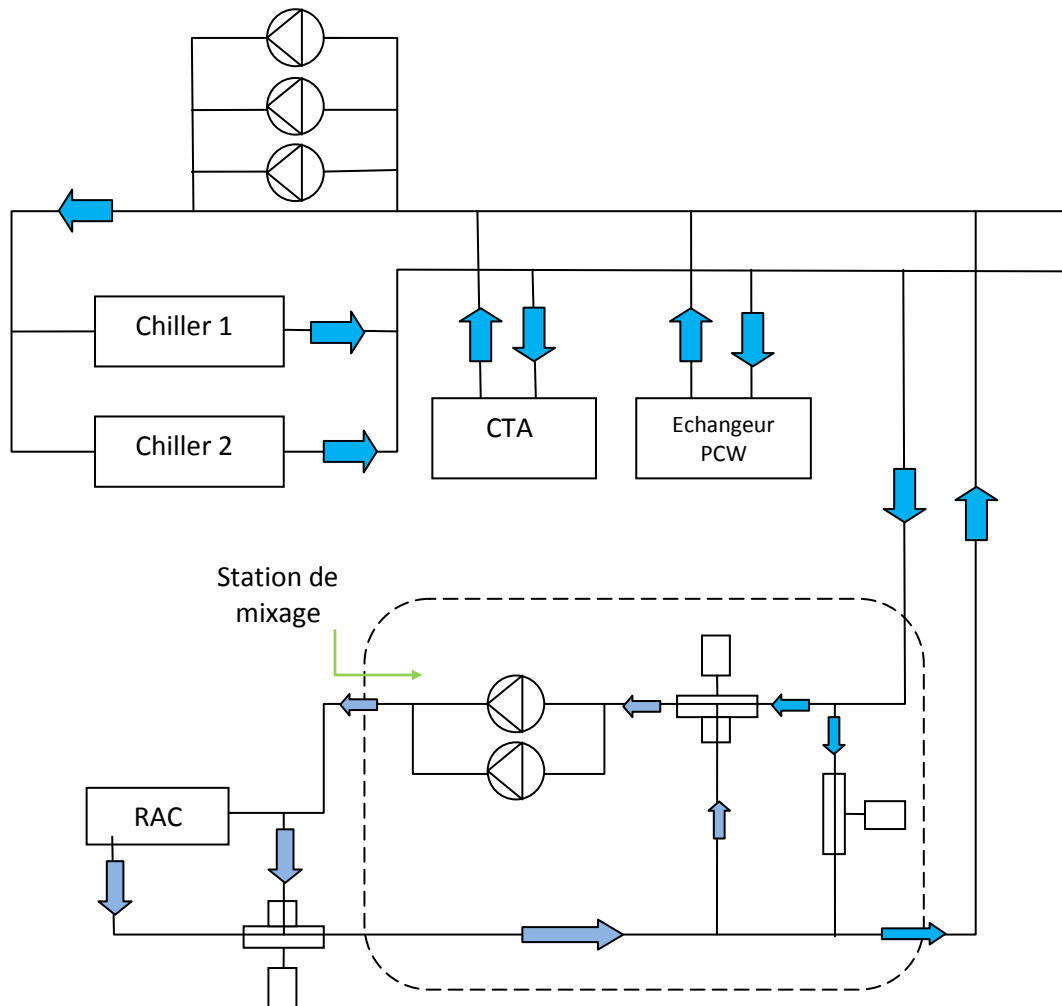 Chiller 1
Chiller 2
CTA
Echangeur
PCW
Station de
mixage
RAC